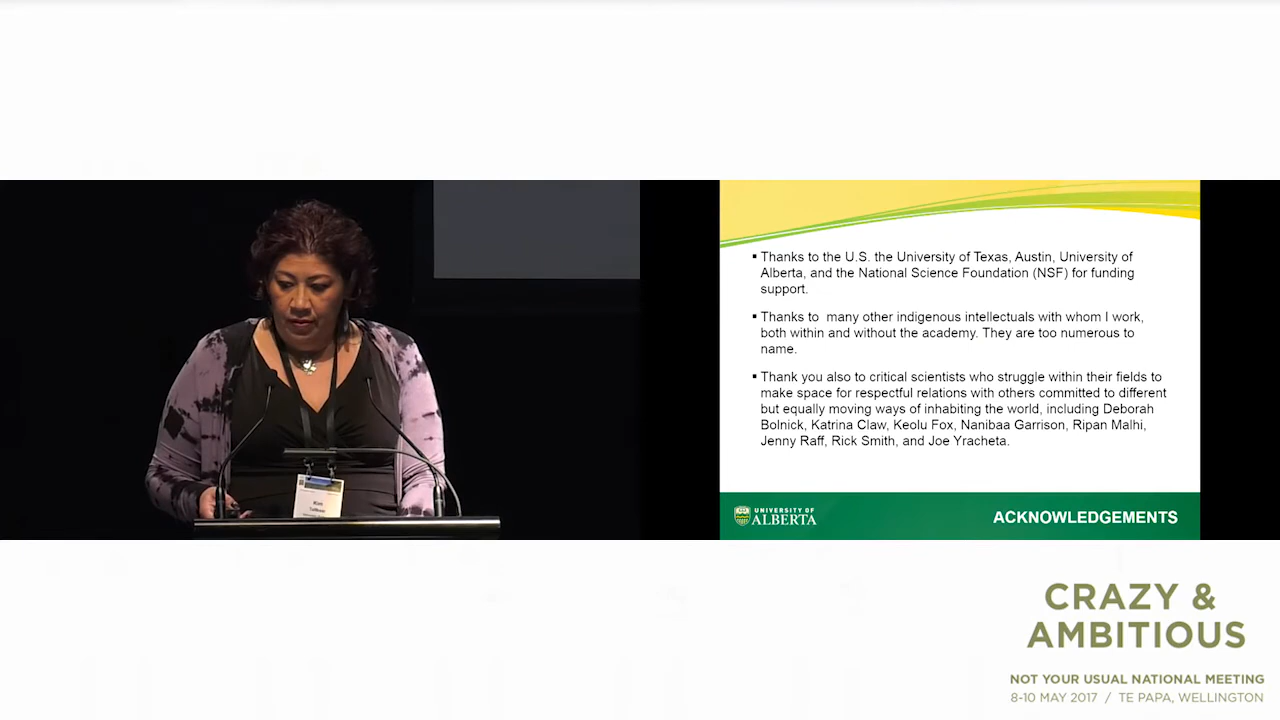 Thanks to the U.S. the University of Texas, Austin, University of
Alberta, and the National Science Foundation (NSF) for funding
support.
Thanks to  many other indigenous intellectuals with whom I work,
both within and without the academy. They are too numerous to
name.
Thank you also to critical scientists who struggle within their fields to
make space for respectful relations with others committed to different
but equally moving ways of inhabiting the world, including Deborah
Bolnick, Katrina Claw, Keolu Fox, Nanibaa Garrison, Ripan Malhi,
Jenny Raff, Rick Smith, and Joe Yracheta.
UNIVERSITY OF
ALBERTA
ACKNOWLEDGEMENTS
CRAZY &
AMBITIOUS
NOT YOUR USUAL NATIONAL MEETING
8-10 MAY 2017 / TE PAPA, WELLINGTON